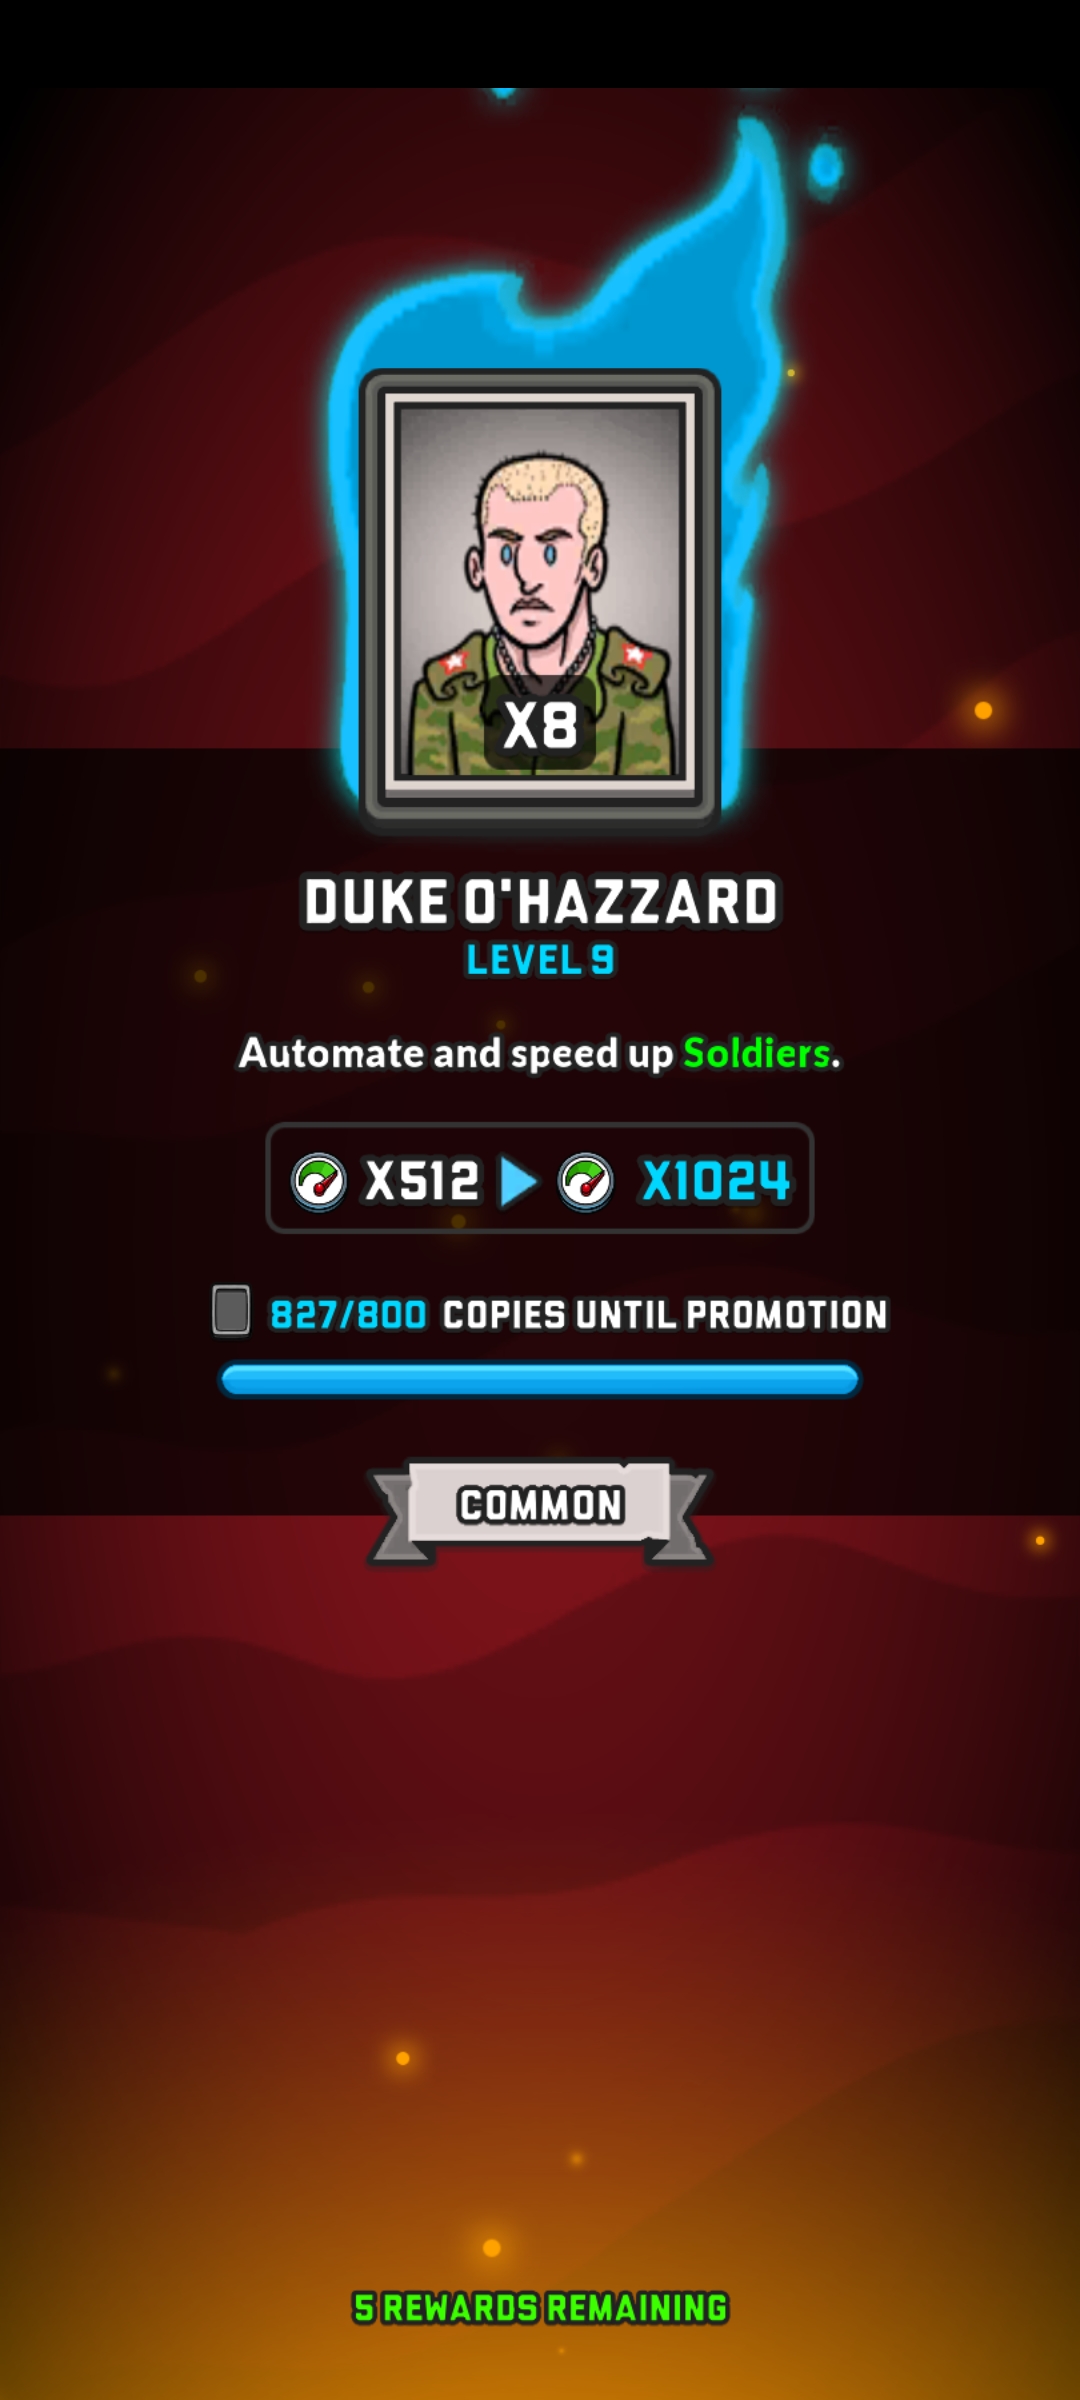 X8
DUKE O'HAZZARD
LEVEL 9
Automate and speed up Soldiers.
X512 X1024
827/800 COPIES UNTIL PROMOTION
COMMON
5 REWARDS REMAINING